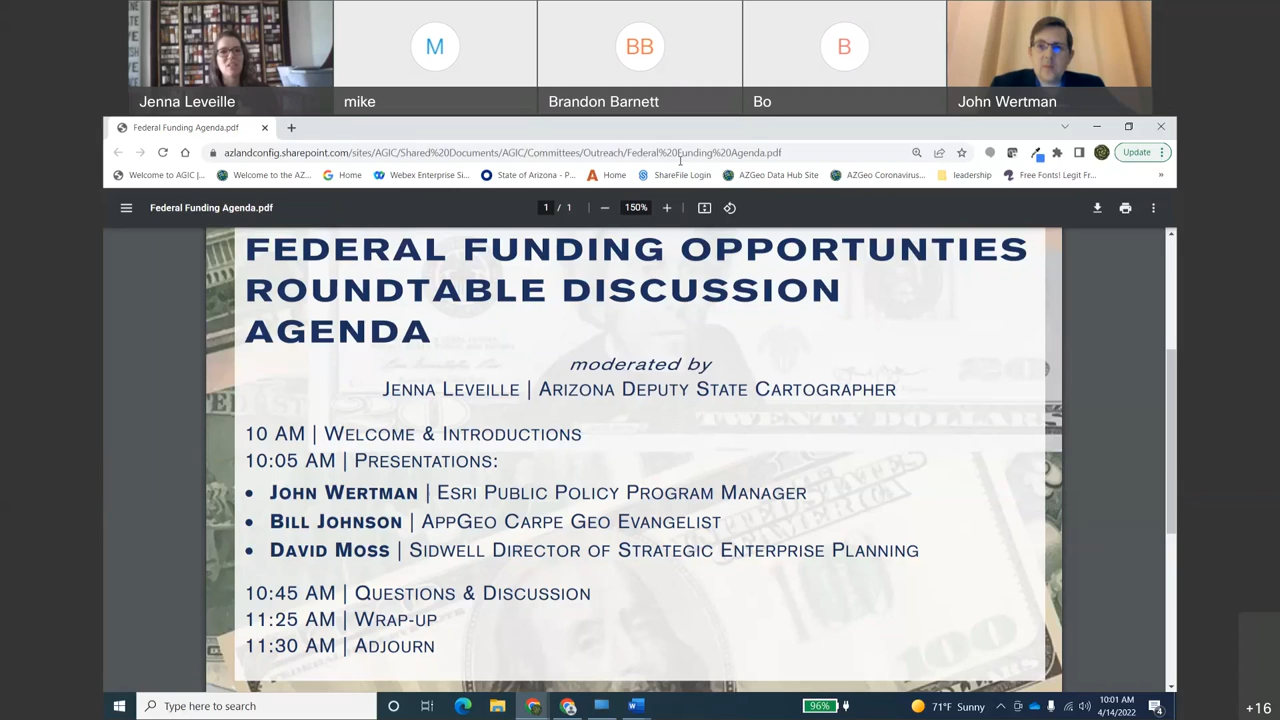 M
BB
B
Jenna Leveille
mike
Brandon Barnett
Bo
John Wertman
Federal Funding Agenda.pdf
azlandconfig.sharepoint.com/sites/AGIC/Shared%20Documents/AGIC/Committees/Outreach/Federal%20Funding%20Agenda.pdf
Update
Welcome to AGIC J...
Welcome to the AZ...
Home
Webex Enterprise Si...
State of Arizona - P...
Home
ShareFile Login
AZGeo Data Hub Site
AZGeo Coronavirus...
leadership
Free Fonts! Legit Fr...
»
Federal Funding Agenda.pdf
1 / 1
150%
FEDERAL FUNDING OPPORTUNTIES
ROUNDTABLE DISCUSSION
AGENDA
moderated by
JENNA LEVEILLE | ARIZONA DEPUTY STATE CARTOGRAPHER
10 AM | WELCOME & INTRODUCTIONS
10:05 AM | PRESENTATIONS:
• JOHN WERTMAN | ESRI PUBLIC POLICY PROGRAM MANAGER
• BILL JOHNSON | APPGEO CARPE GEO EVANGELIST
• DAVID MOSS | SIDWELL DIRECTOR OF STRATEGIC ENTERPRISE PLANNING
10:45 AM | QUESTIONS & DISCUSSION
11:25 AM | WRAP-UP
11:30 AM | ADJOURN
TWENTY DOLLARS
100
+16
Type here to search
96%
71°F Sunny
10:01 AM
4/14/2022
4